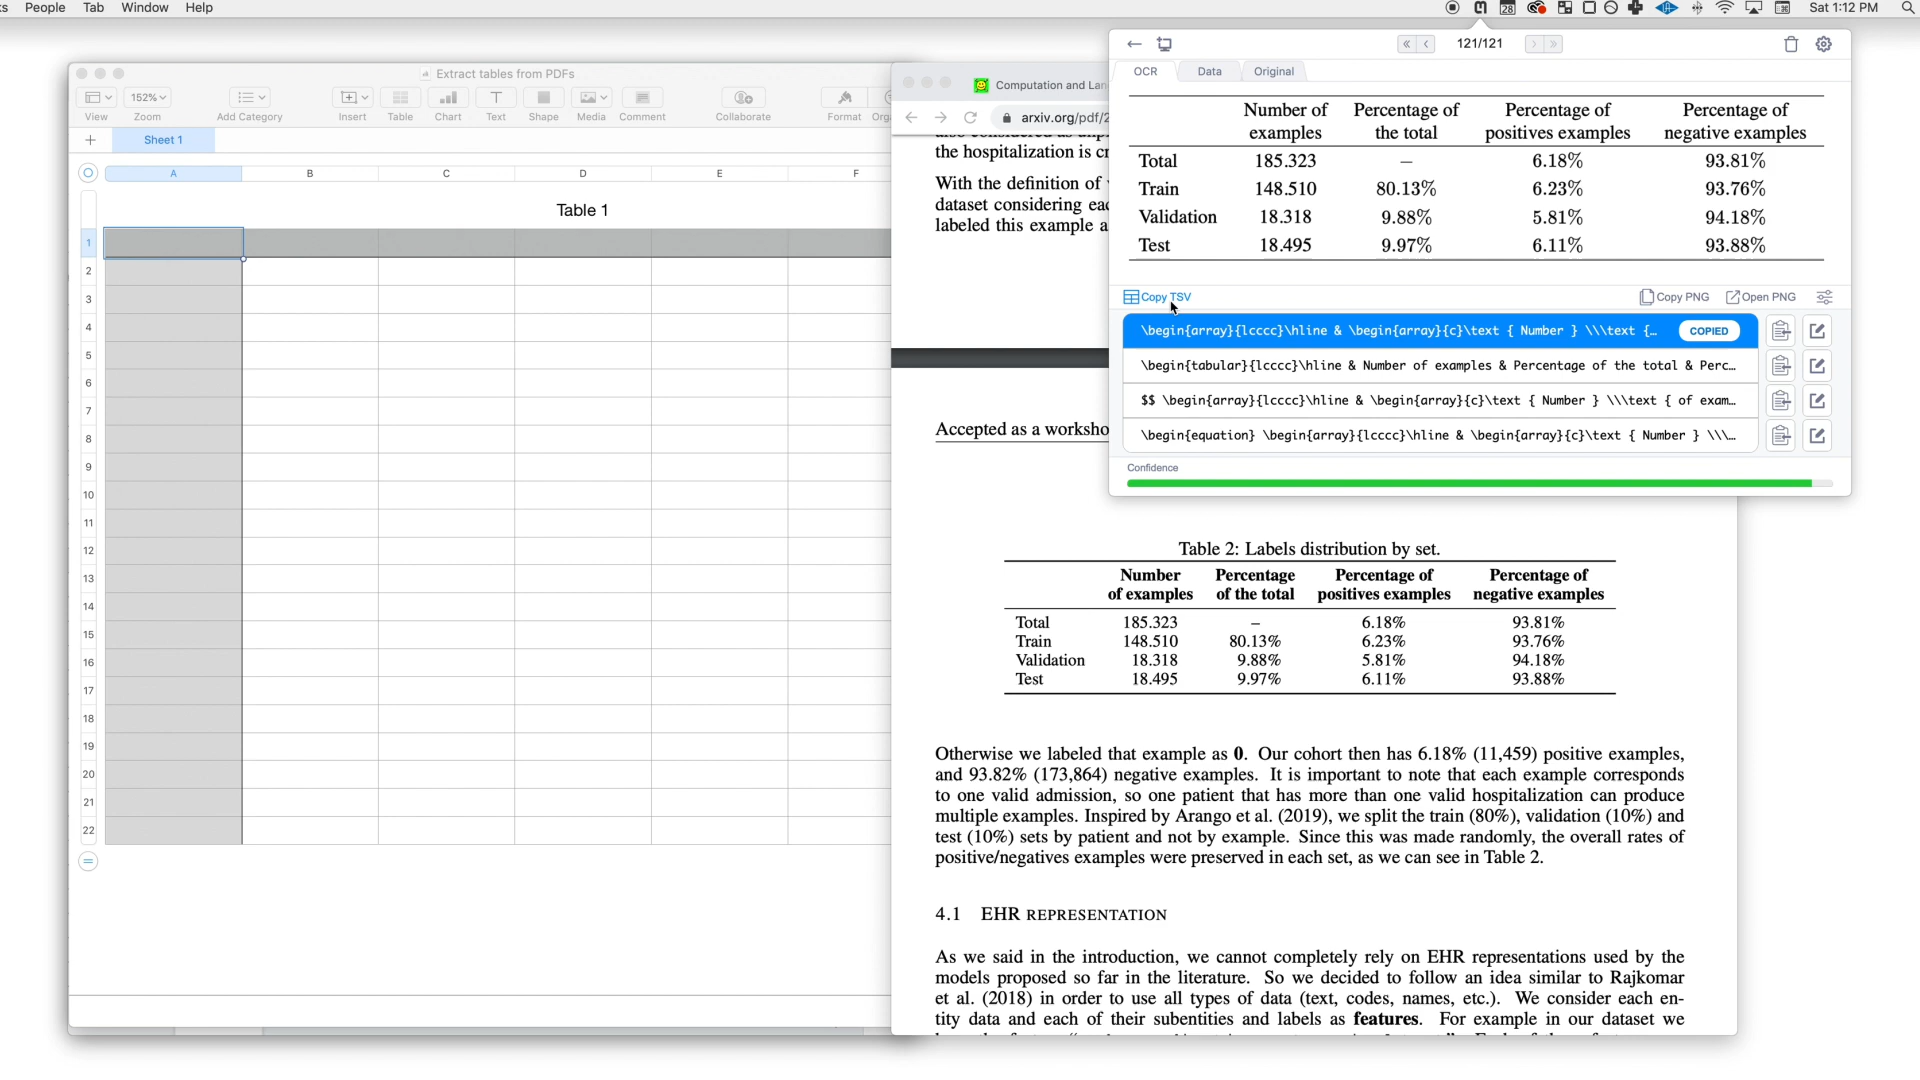 People Tab Window Help
28 Sat 1:12 PM
Extract tables from PDFs
152%
View Zoom Add Category Insert Table Chart Text Shape Media Comment Collaborate Format
Sheet 1
A B C D E F
Table 1
1
2
3
4
5
6
7
8
9
10
11
12
13
14
15
16
17
18
19
20
21
22
Computation and Lan
arxiv.org/pdf/2
the hospitalization is cr
With the definition of
dataset considering eac
labeled this example a
Accepted as a worksho
121/121
OCR Data Original
Number of Percentage of Percentage of Percentage of
examples the total positives examples negative examples
Total 185.323 – 6.18% 93.81%
Train 148.510 80.13% 6.23% 93.76%
Validation 18.318 9.88% 5.81% 94.18%
Test 18.495 9.97% 6.11% 93.88%
Copy TSV Copy PNG Open PNG
\begin{array}{lcccc}\hline & \begin{array}{c}\text { Number } \\\text {… COPIED
\begin{tabular}{lcccc}\hline & Number of examples & Percentage of the total & Perc…
$$ \begin{array}{lcccc}\hline & \begin{array}{c}\text { Number } \\\text { of exam…
\begin{equation} \begin{array}{lcccc}\hline & \begin{array}{c}\text { Number } \\\…
Confidence
Table 2: Labels distribution by set.
Number Percentage Percentage of Percentage of
of examples of the total positives examples negative examples
Total 185.323 – 6.18% 93.81%
Train 148.510 80.13% 6.23% 93.76%
Validation 18.318 9.88% 5.81% 94.18%
Test 18.495 9.97% 6.11% 93.88%
Otherwise we labeled that example as 0. Our cohort then has 6.18% (11,459) positive examples,
and 93.82% (173,864) negative examples. It is important to note that each example corresponds
to one valid admission, so one patient that has more than one valid hospitalization can produce
multiple examples. Inspired by Arango et al. (2019), we split the train (80%), validation (10%) and
test (10%) sets by patient and not by example. Since this was made randomly, the overall rates of
positive/negatives examples were preserved in each set, as we can see in Table 2.
4.1 EHR REPRESENTATION
As we said in the introduction, we cannot completely rely on EHR representations used by the
models proposed so far in the literature. So we decided to follow an idea similar to Rajkomar
et al. (2018) in order to use all types of data (text, codes, names, etc.). We consider each en-
tity data and each of their subentities and labels as features. For example in our dataset we